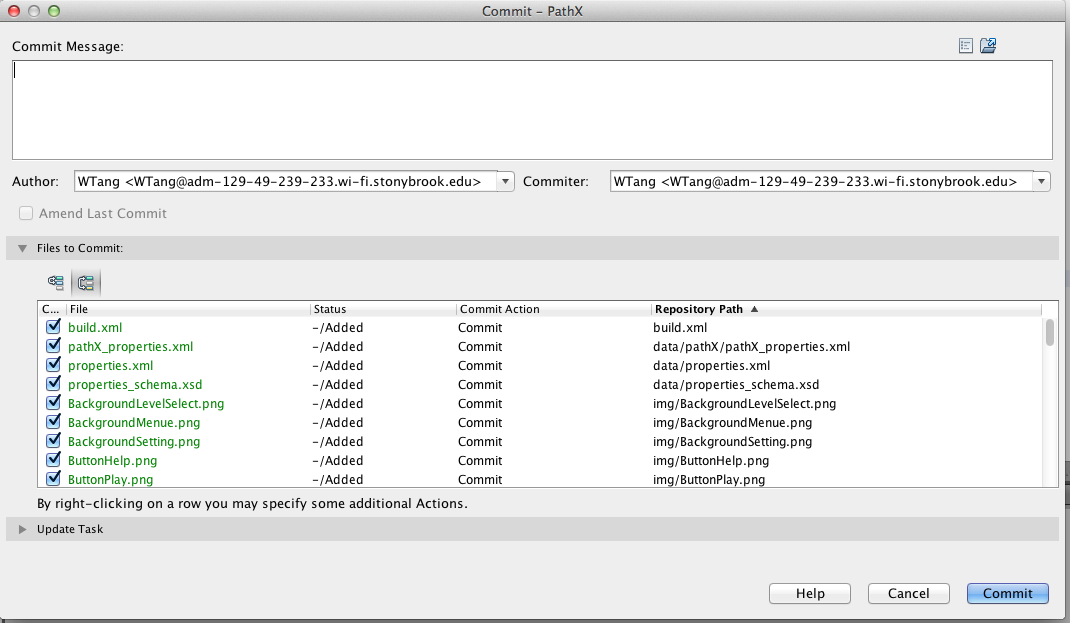 Commit – PathX
Commit Message:
Author: WTang <WTang@adm-129-49-239-233.wi-fi.stonybrook.edu> Commiter: WTang <WTang@adm-129-49-239-233.wi-fi.stonybrook.edu>
Amend Last Commit
Files to Commit:
C... File Status Commit Action Repository Path
build.xml -/Added Commit build.xml
pathX_properties.xml -/Added Commit data/pathX/pathX_properties.xml
properties.xml -/Added Commit data/properties.xml
properties_schema.xsd -/Added Commit data/properties_schema.xsd
BackgroundLevelSelect.png -/Added Commit img/BackgroundLevelSelect.png
BackgroundMenue.png -/Added Commit img/BackgroundMenue.png
BackgroundSetting.png -/Added Commit img/BackgroundSetting.png
ButtonHelp.png -/Added Commit img/ButtonHelp.png
ButtonPlay.png -/Added Commit img/ButtonPlay.png
By right-clicking on a row you may specify some additional Actions.
Update Task
Help Cancel Commit